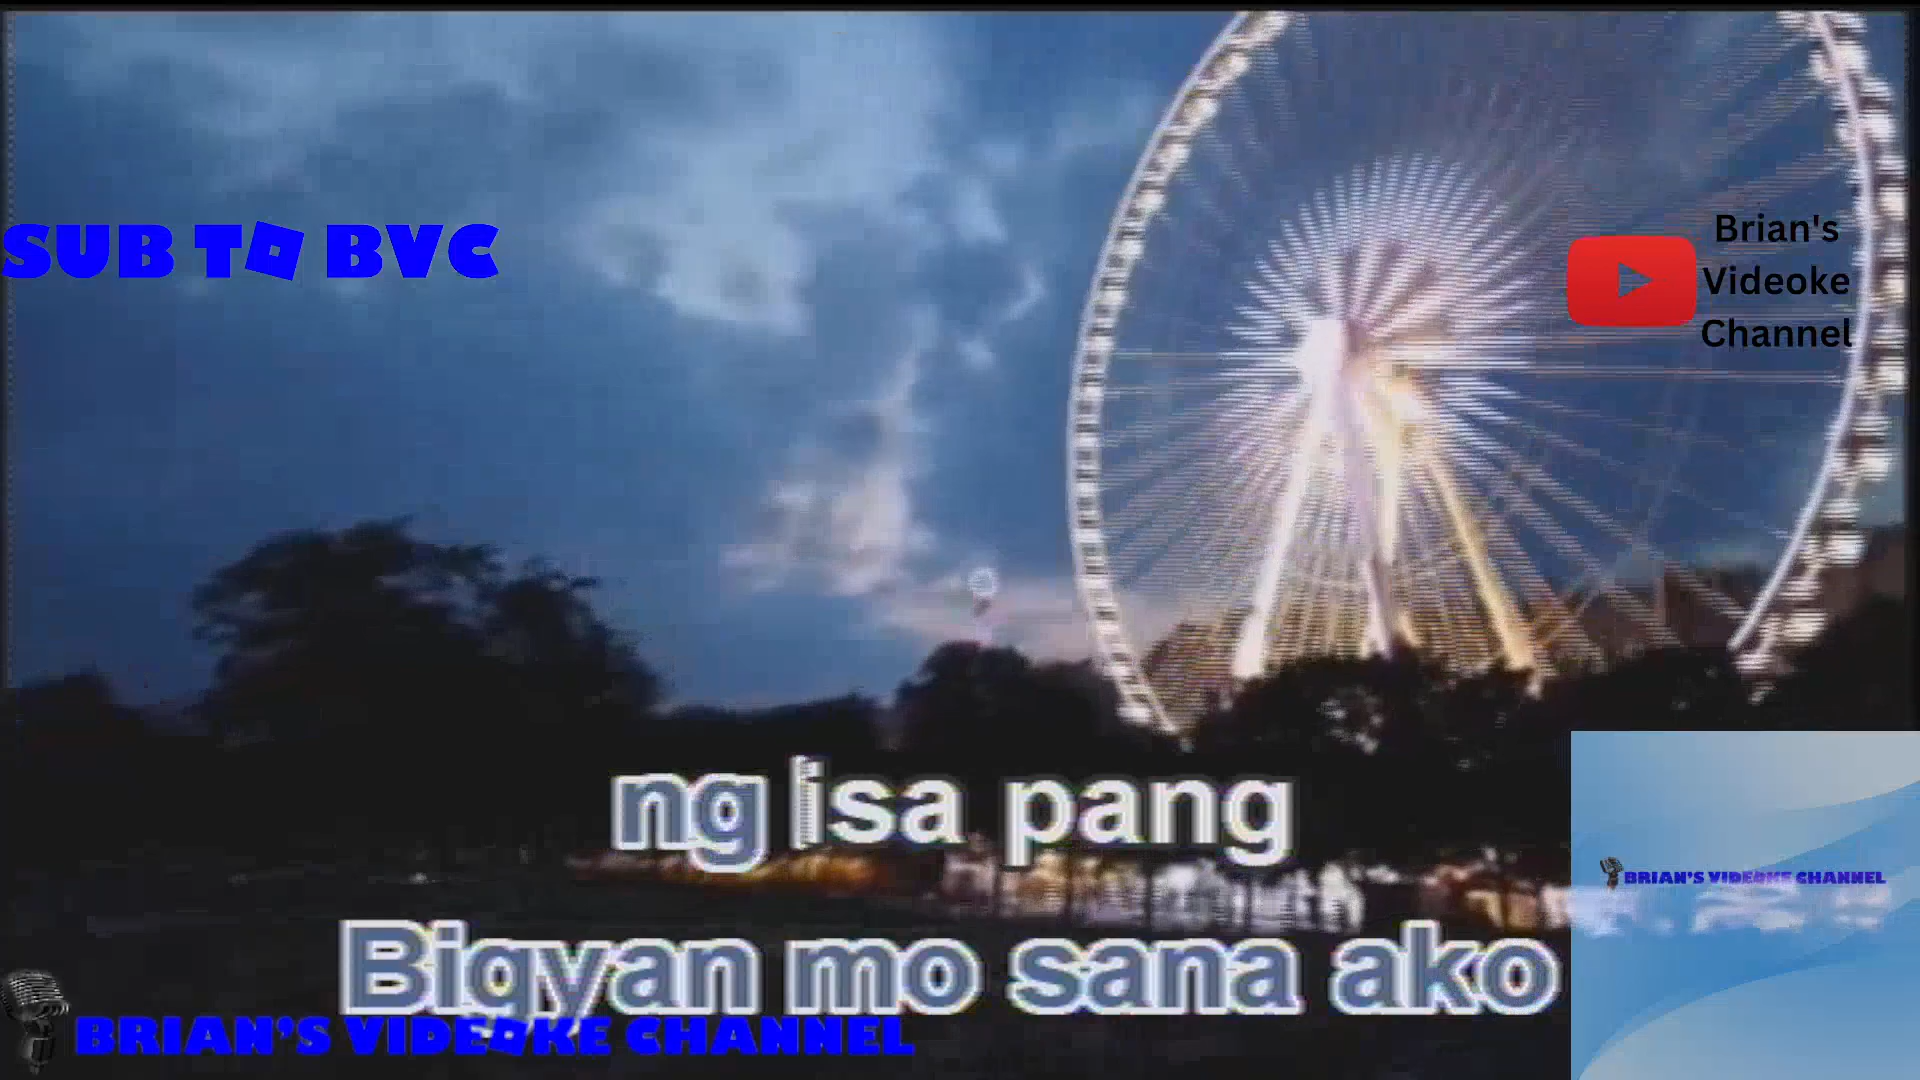 SUB TO BVC
Brian's
Videoke
Channel
ng isa pang
Bigyan mo sana ako
BRIAN'S VIDEOKE CHANNEL
BRIAN'S VIDEOKE CHANNEL